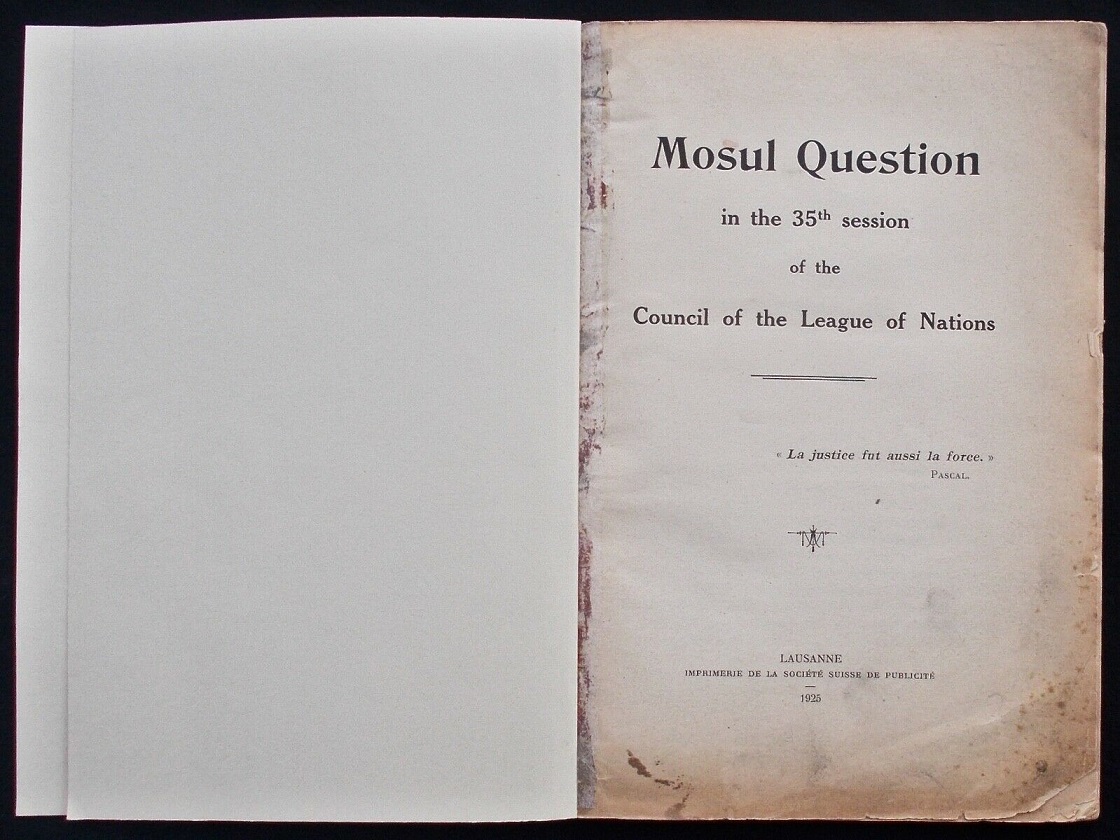 Mosul Question
in the 35th session
of the
Council of the League of Nations
« La justice fut aussi la force. »
PASCAL.
LAUSANNE
IMPRIMERIE DE LA SOCIÉTÉ SUISSE DE PUBLICITÉ
1925